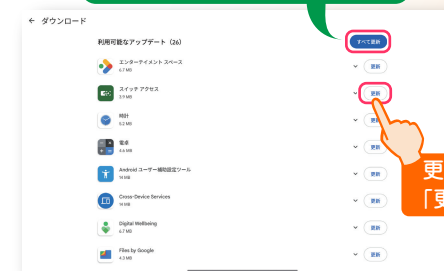 ← ダウンロード
利用可能なアップデート（26）
すべて更新
エンターテイメント スペース
6.7 MB
更新
スイッチ アクセス
3.9 MB
更新
時計
5.2 MB
更新
電卓
4.6 MB
更新
Android ユーザー補助設定ツール
14 MB
更新
Cross-Device Services
14 MB
更新
Digital Wellbeing
6.7 MB
更新
Files by Google
4.3 MB
更新
更
「更